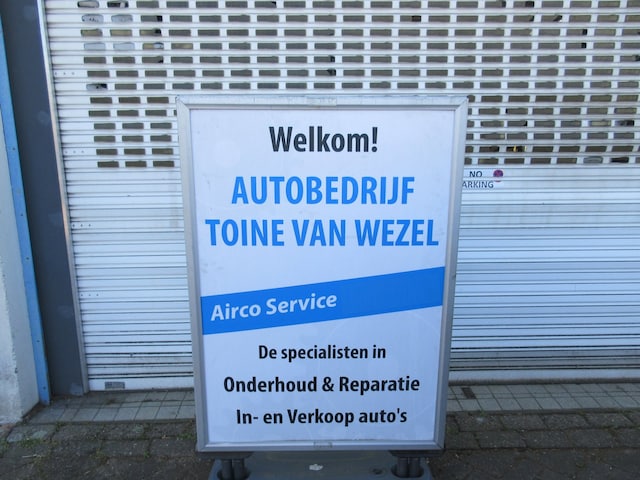 Welkom!
AUTOBEDRIJF
TOINE VAN WEZEL
Airco Service
De specialisten in
Onderhoud & Reparatie
In- en Verkoop auto's
NO
PARKING